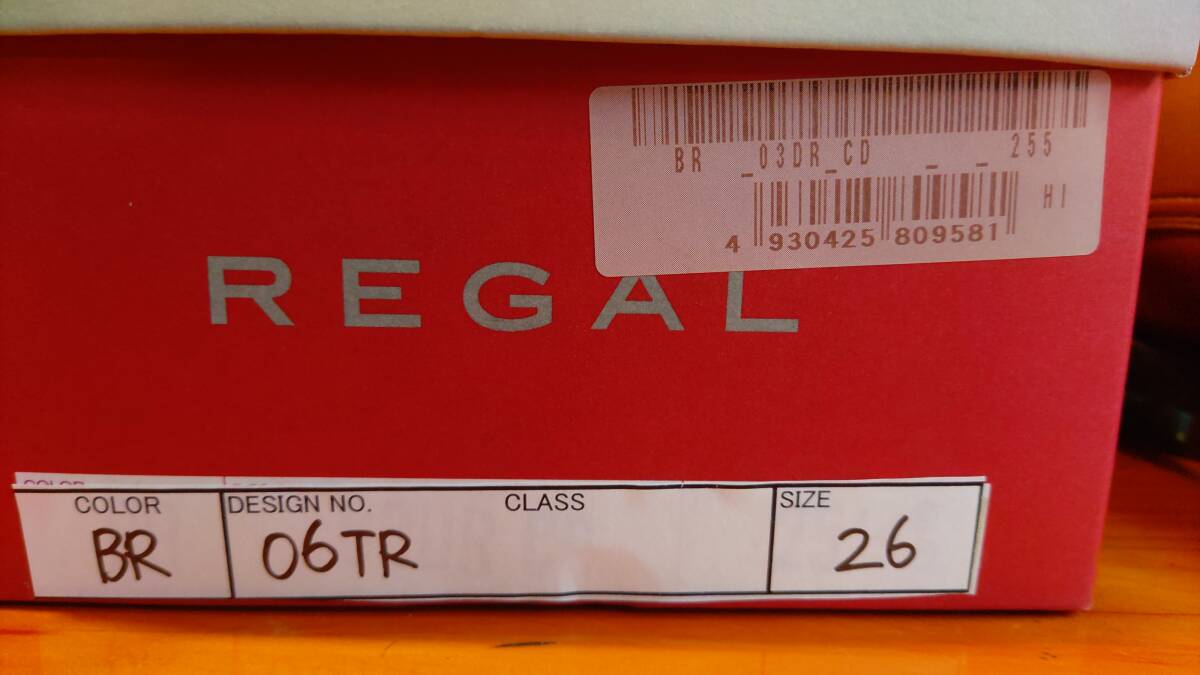 BR _03DR_CD _ _ 255
HI
4 930425 809581
REGAL
COLOR DESIGN NO. CLASS SIZE
BR 06TR 26